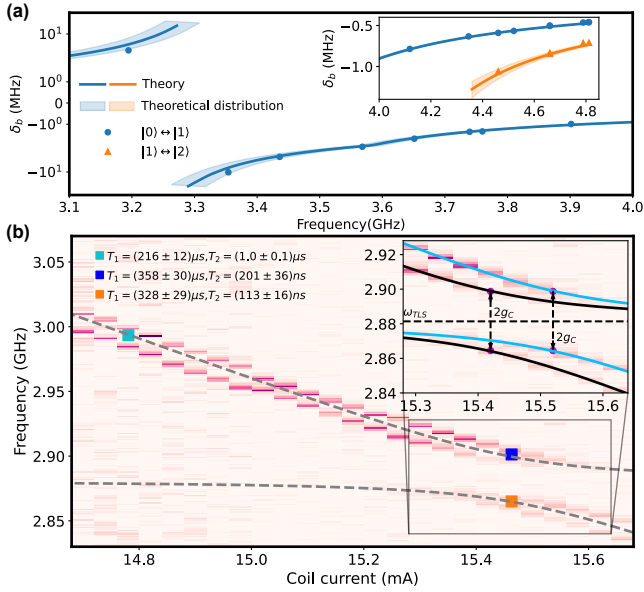 (a)
10¹
10⁰
0
−10⁰
−10¹
δb (MHz)
Theory
Theoretical distribution
|0⟩ ↔ |1⟩
|1⟩ ↔ |2⟩
−0.5
−1.0
δb (MHz)
4.0 4.2 4.4 4.6 4.8
3.1 3.2 3.3 3.4 3.5 3.6 3.7 3.8 3.9 4.0
Frequency(GHz)
(b)
T₁ = (216 ± 12)μs,T₂ = (1.0 ± 0.1)μs
T₁ = (358 ± 30)μs,T₂ = (201 ± 36)ns
T₁ = (328 ± 29)μs,T₂ = (113 ± 16)ns
3.05
3.00
2.95
2.90
2.85
Frequency (GHz)
2.92
2.90
2.88
2.86
2.84
ωTLS
2gC
2gC
15.3 15.4 15.5 15.6
14.8 15.0 15.2 15.4 15.6
Coil current (mA)